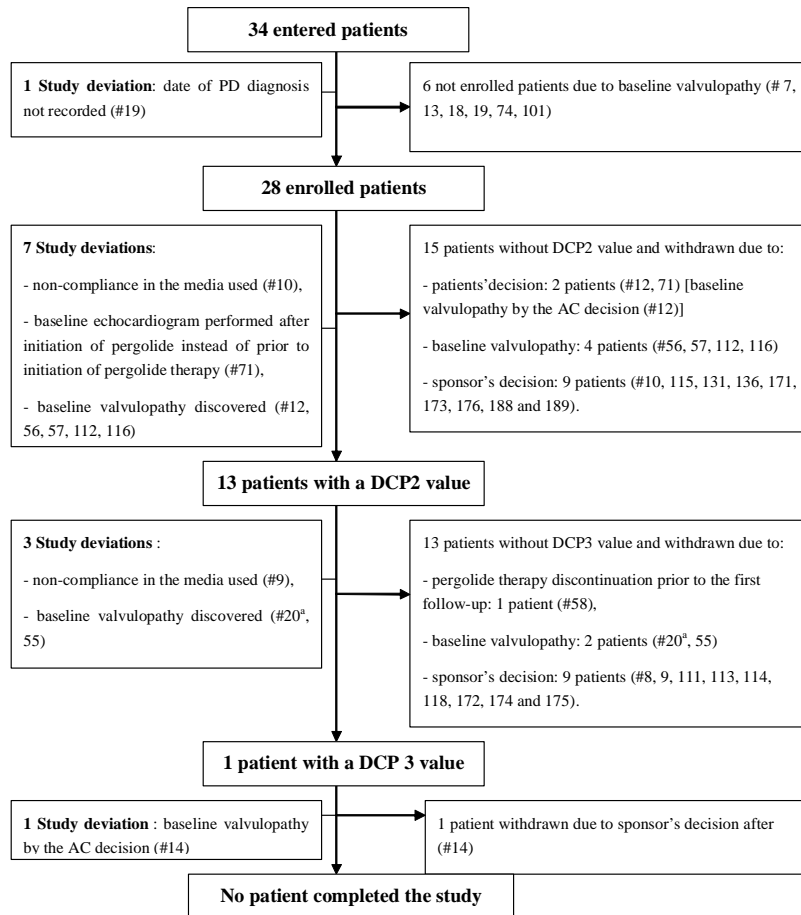 34 entered patients
1 Study deviation: date of PD diagnosis
not recorded (#19)
6 not enrolled patients due to baseline valvulopathy (# 7,
13, 18, 19, 74, 101)
28 enrolled patients
7 Study deviations:
- non-compliance in the media used (#10),
- baseline echocardiogram performed after
initiation of pergolide instead of prior to
initiation of pergolide therapy (#71),
- baseline valvulopathy discovered (#12,
56, 57, 112, 116)
15 patients without DCP2 value and withdrawn due to:
- patients'decision: 2 patients (#12, 71) [baseline
valvulopathy by the AC decision (#12)]
- baseline valvulopathy: 4 patients (#56, 57, 112, 116)
- sponsor's decision: 9 patients (#10, 115, 131, 136, 171,
173, 176, 188 and 189).
13 patients with a DCP2 value
3 Study deviations :
- non-compliance in the media used (#9),
- baseline valvulopathy discovered (#20ᵃ,
55)
13 patients without DCP3 value and withdrawn due to:
- pergolide therapy discontinuation prior to the first
follow-up: 1 patient (#58),
- baseline valvulopathy: 2 patients (#20ᵃ, 55)
- sponsor's decision: 9 patients (#8, 9, 111, 113, 114,
118, 172, 174 and 175).
1 patient with a DCP 3 value
1 Study deviation : baseline valvulopathy
by the AC decision (#14)
1 patient withdrawn due to sponsor's decision after
(#14)
No patient completed the study